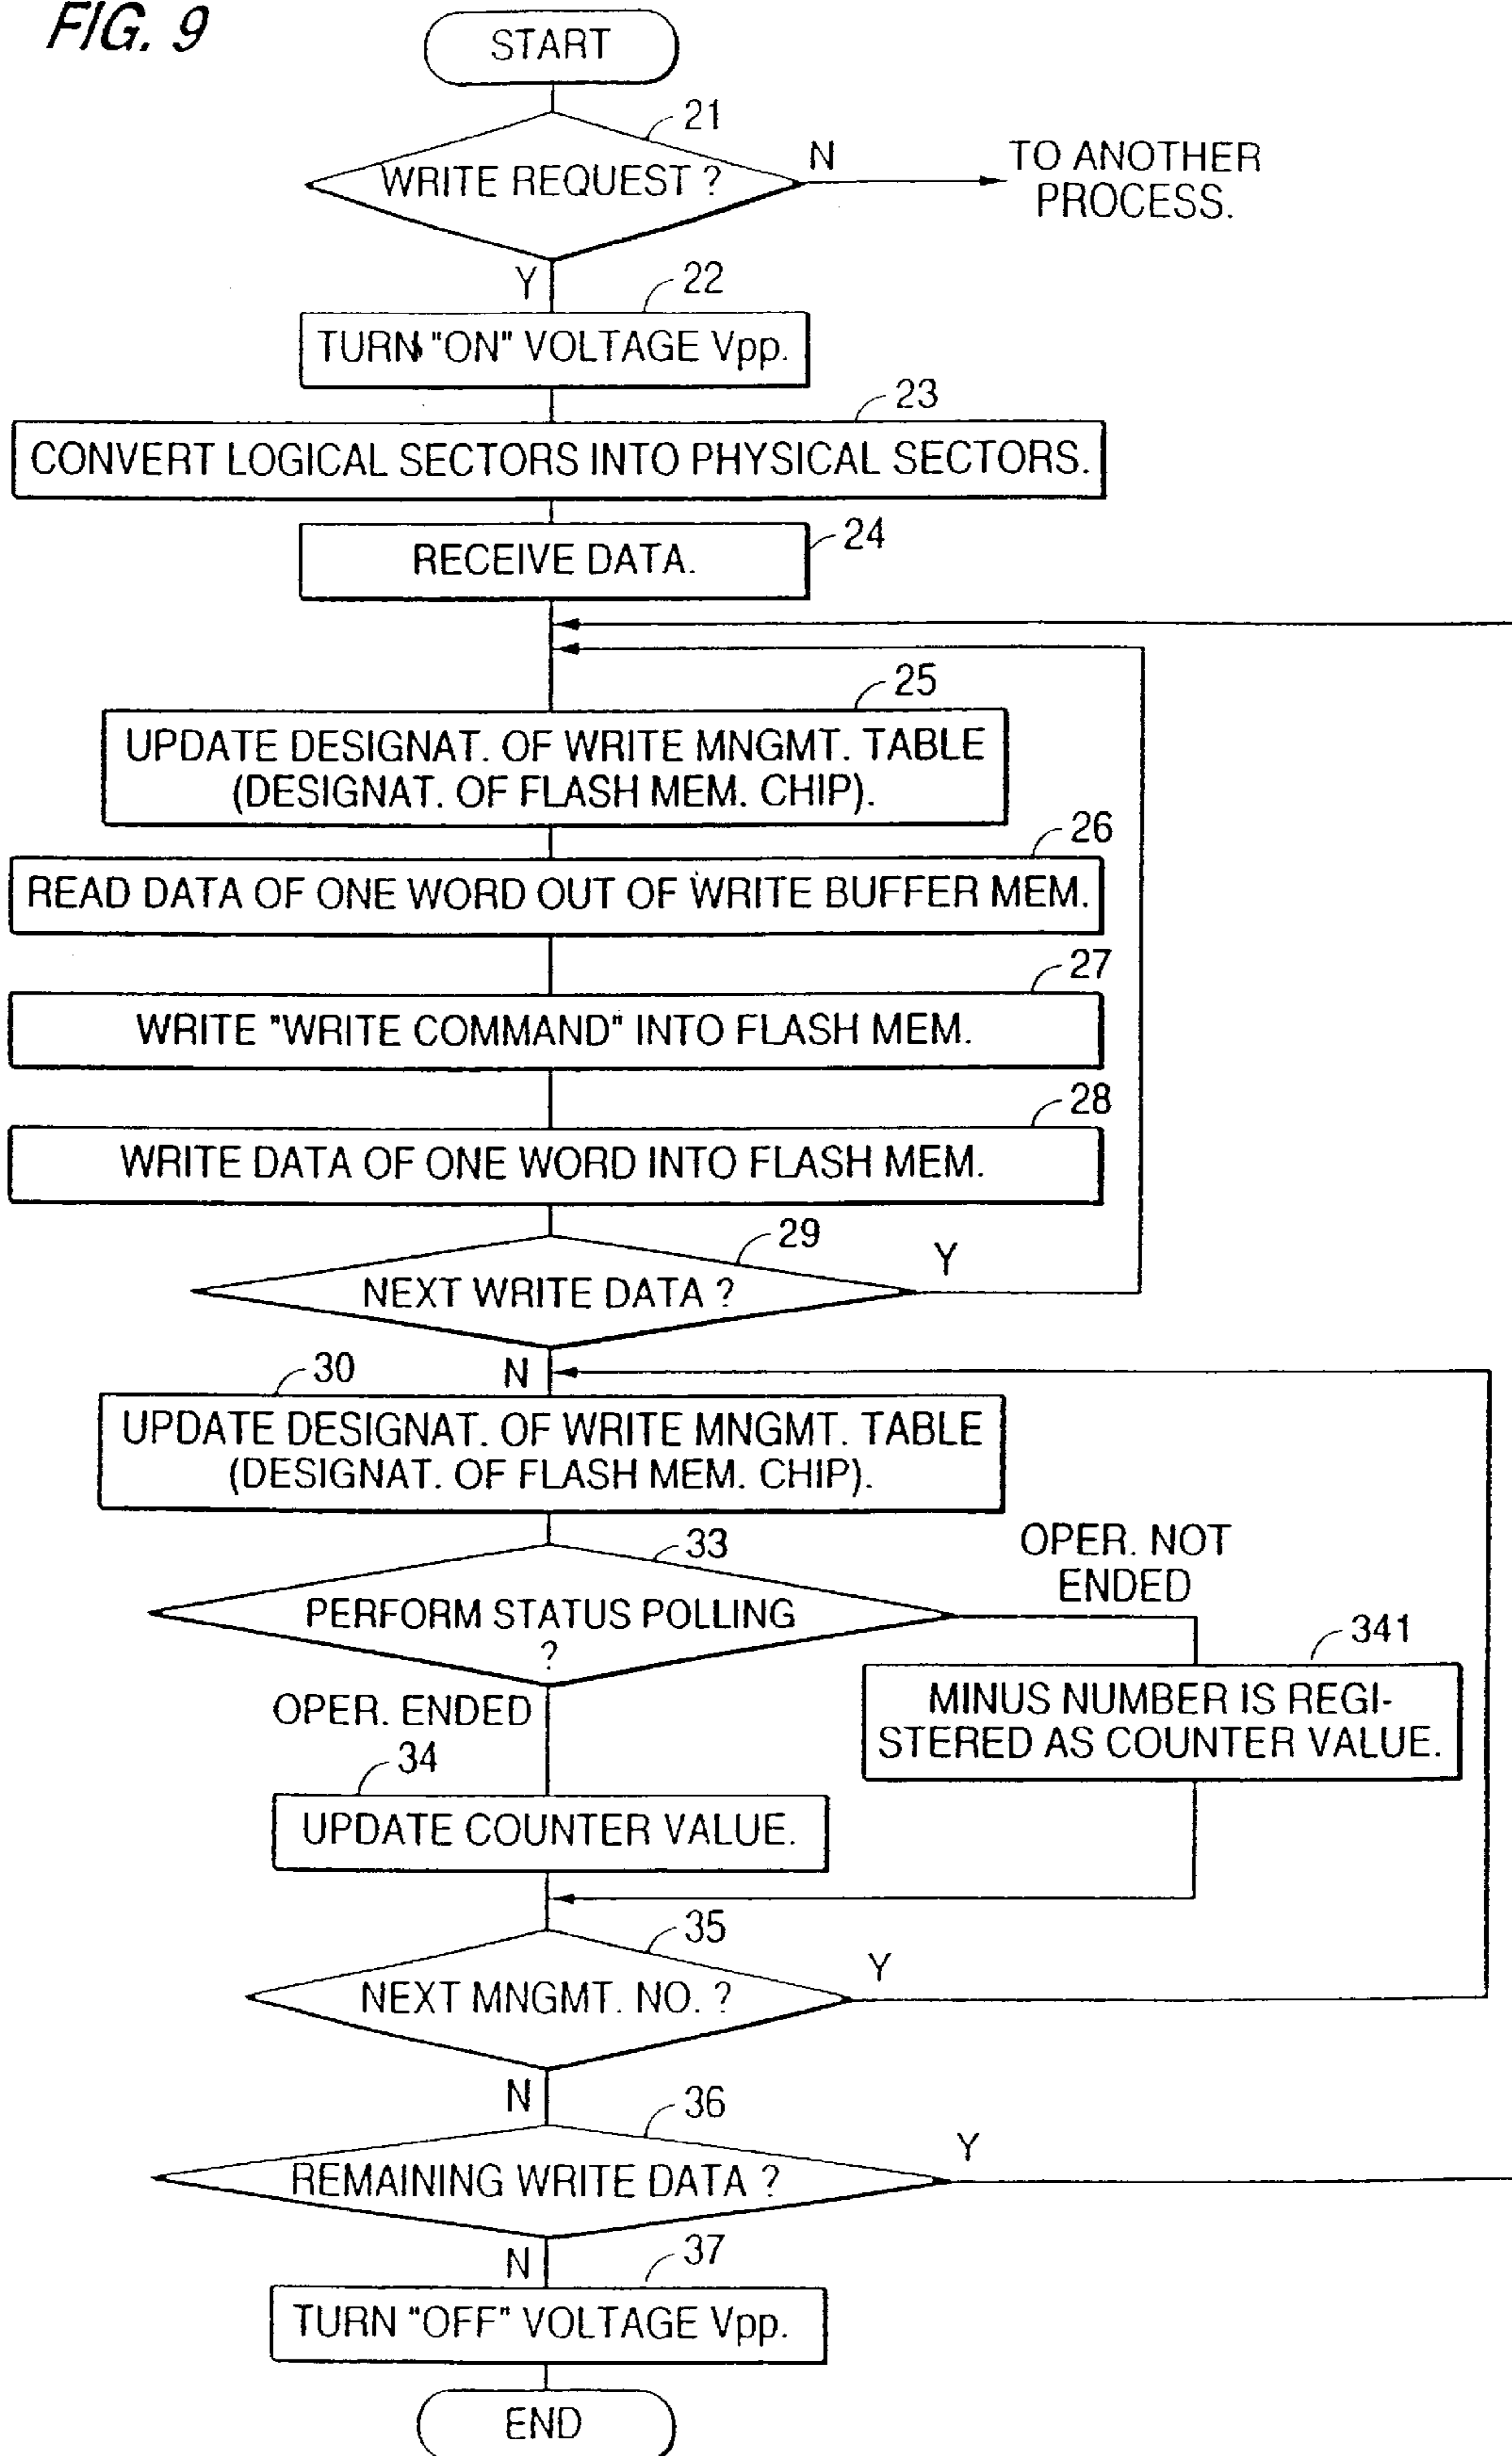 FIG. 9
START
21
WRITE REQUEST ?
N
TO ANOTHER
PROCESS.
Y
22
TURN "ON" VOLTAGE Vpp.
23
CONVERT LOGICAL SECTORS INTO PHYSICAL SECTORS.
24
RECEIVE DATA.
25
UPDATE DESIGNAT. OF WRITE MNGMT. TABLE
(DESIGNAT. OF FLASH MEM. CHIP).
26
READ DATA OF ONE WORD OUT OF WRITE BUFFER MEM.
27
WRITE "WRITE COMMAND" INTO FLASH MEM.
28
WRITE DATA OF ONE WORD INTO FLASH MEM.
29
NEXT WRITE DATA ?
Y
N
30
UPDATE DESIGNAT. OF WRITE MNGMT. TABLE
(DESIGNAT. OF FLASH MEM. CHIP).
33
PERFORM STATUS POLLING
?
OPER. NOT
ENDED
341
MINUS NUMBER IS REGI-
STERED AS COUNTER VALUE.
OPER. ENDED
34
UPDATE COUNTER VALUE.
35
NEXT MNGMT. NO. ?
Y
N
36
REMAINING WRITE DATA ?
Y
N
37
TURN "OFF" VOLTAGE Vpp.
END